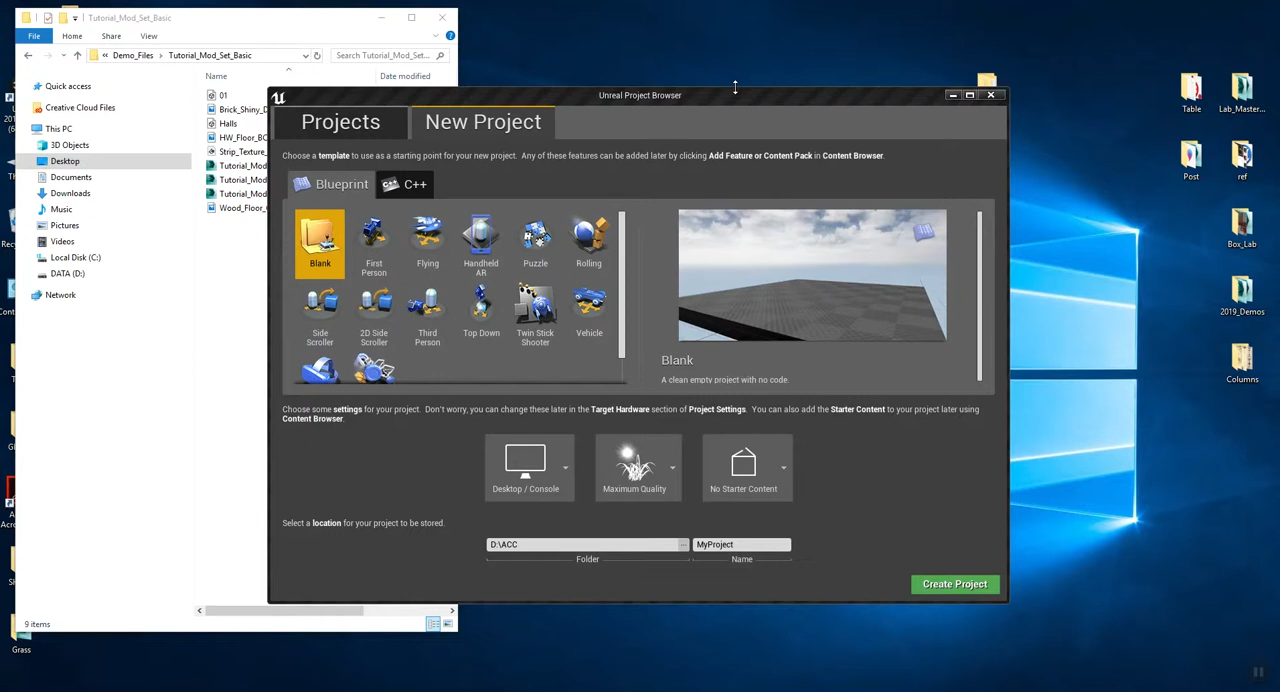 Tutorial_Mod_Set_Basic
File Home Share View
Demo_Files Tutorial_Mod_Set_Basic Search Tutorial_Mod_Set...
Name Date modified
Quick access
Creative Cloud Files
This PC
3D Objects
Desktop
Documents
Downloads
Music
Pictures
Videos
Local Disk (C:)
DATA (D:)
Network
01
Brick_Shiny_D
Halls
HW_Floor_BC
Strip_Texture_
Tutorial_Mod
Tutorial_Mod
Tutorial_Mod
Wood_Floor_
9 items
Grass
Unreal Project Browser
Projects New Project
Choose a template to use as a starting point for your new project. Any of these features can be added later by clicking Add Feature or Content Pack in Content Browser.
Blueprint C++
Blank First Person Flying Handheld AR Puzzle Rolling
Side Scroller 2D Side Scroller Third Person Top Down Twin Stick Shooter Vehicle
Blank
A clean empty project with no code.
Choose some settings for your project. Don't worry, you can change these later in the Target Hardware section of Project Settings. You can also add the Starter Content to your project later using
Content Browser.
Desktop / Console Maximum Quality No Starter Content
Select a location for your project to be stored.
D:\ACC MyProject
Folder Name
Create Project
Table Lab_Master...
Post ref
Box_Lab
2019_Demos
Columns